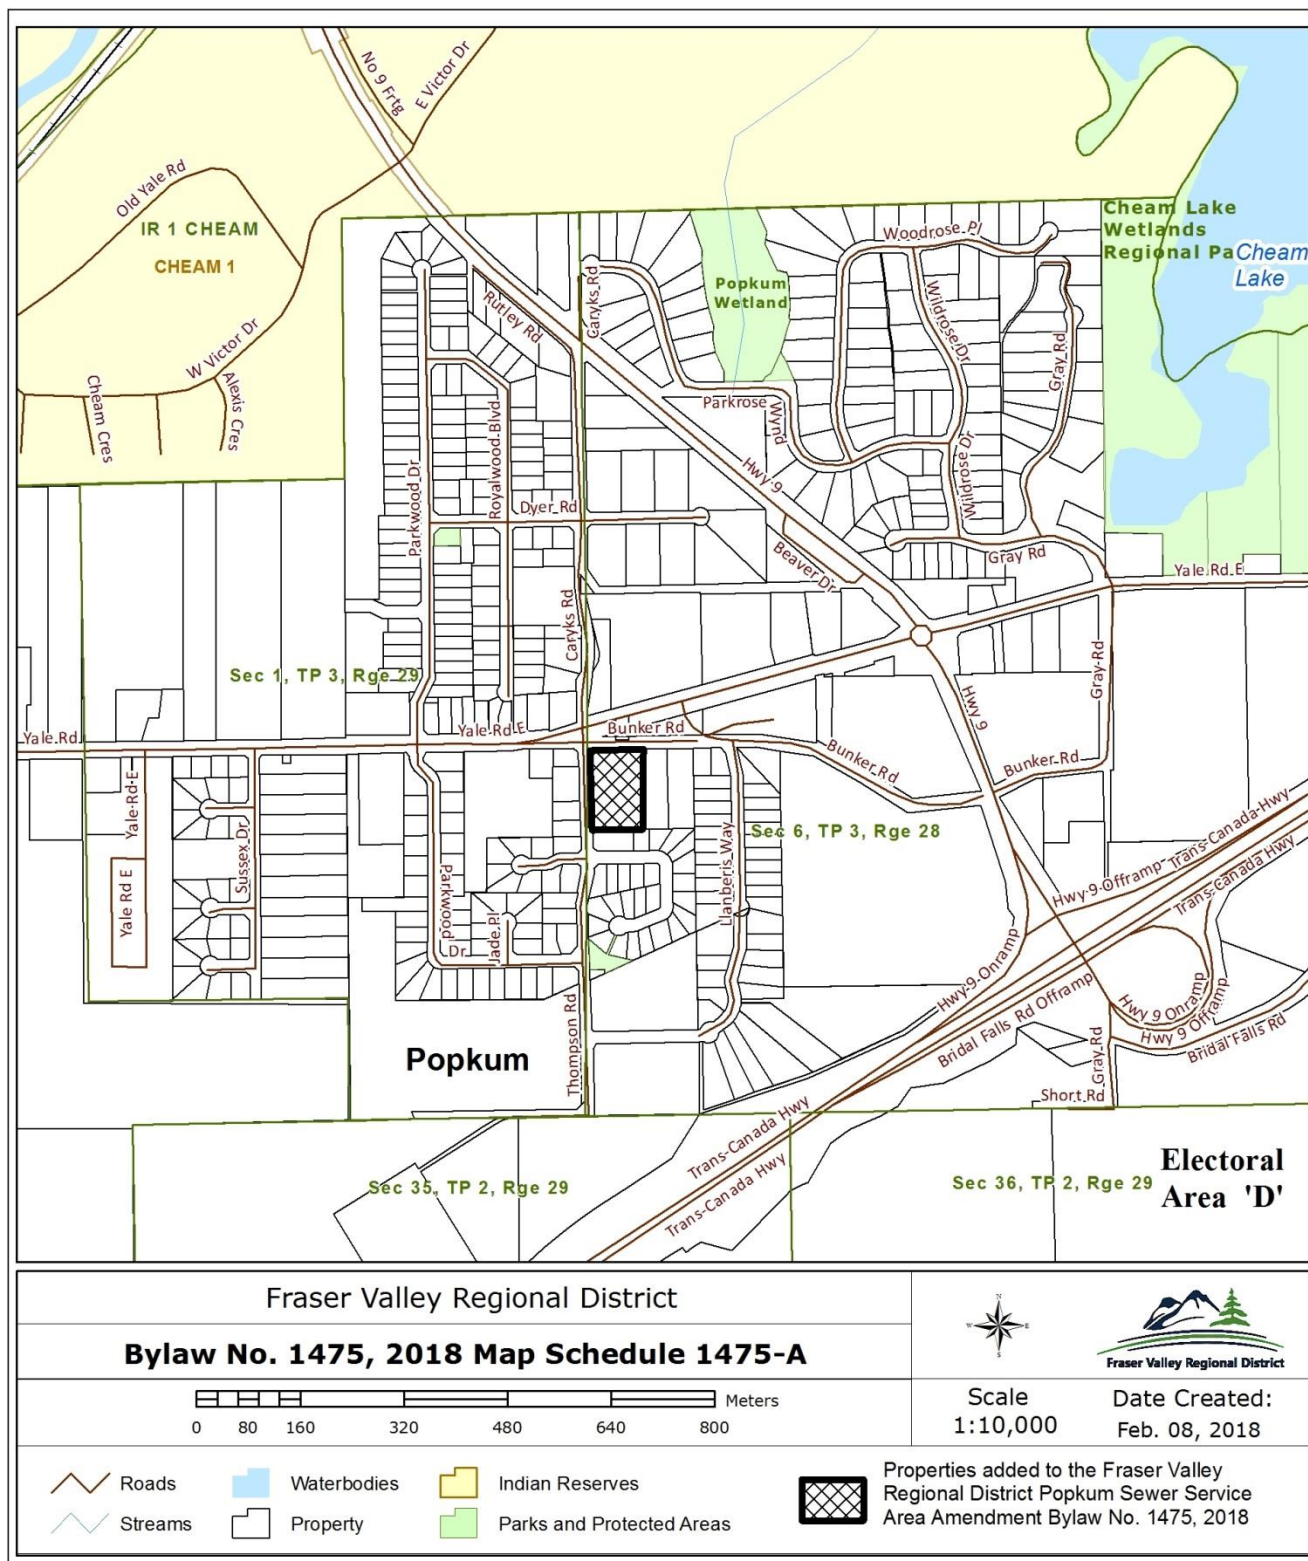 No 9 Frtg
E Victor Dr
Old Yale Rd
IR 1 CHEAM
CHEAM 1
W Victor Dr
Cheam Cres
Alexis Cres
Rutley Rd
Caryks Rd
Popkum
Wetland
Woodrose Pl
Wildrose Dr
Gray Rd
Cheam Lake
Wetlands
Regional Pa
Cheam
Lake
Parkrose
Wynd
Royalwood Blvd
Parkwood Dr
Dyer Rd
Hwy 9
Beaver Dr
Wildrose Dr
Gray Rd
Yale Rd E
Caryks Rd
Sec 1, TP 3, Rge 29
Gray Rd
Hwy 9
Yale Rd
Yale Rd E
Bunker Rd
Bunker Rd
Bunker Rd
Yale Rd E
Sussex Dr
Yale Rd E
Parkwood
Dr
Jade Pl
Llanberis Way
Sec 6, TP 3, Rge 28
Hwy 9 Offramp
Trans-Canada Hwy
Trans-Canada Hwy
Hwy 9 Onramp
Bridal Falls Rd Offramp
Hwy 9 Onramp
Hwy 9 Offramp
Bridal Falls Rd
Popkum
Thompson Rd
Gray Rd
Short Rd
Trans-Canada Hwy
Trans-Canada Hwy
Sec 35, TP 2, Rge 29
Sec 36, TP 2, Rge 29
Electoral
Area 'D'
Fraser Valley Regional District
Bylaw No. 1475, 2018 Map Schedule 1475-A
0 80 160 320 480 640 800 Meters
N
W E
S
Fraser Valley Regional District
Scale
1:10,000
Date Created:
Feb. 08, 2018
Roads
Waterbodies
Indian Reserves
Streams
Property
Parks and Protected Areas
Properties added to the Fraser Valley
Regional District Popkum Sewer Service
Area Amendment Bylaw No. 1475, 2018